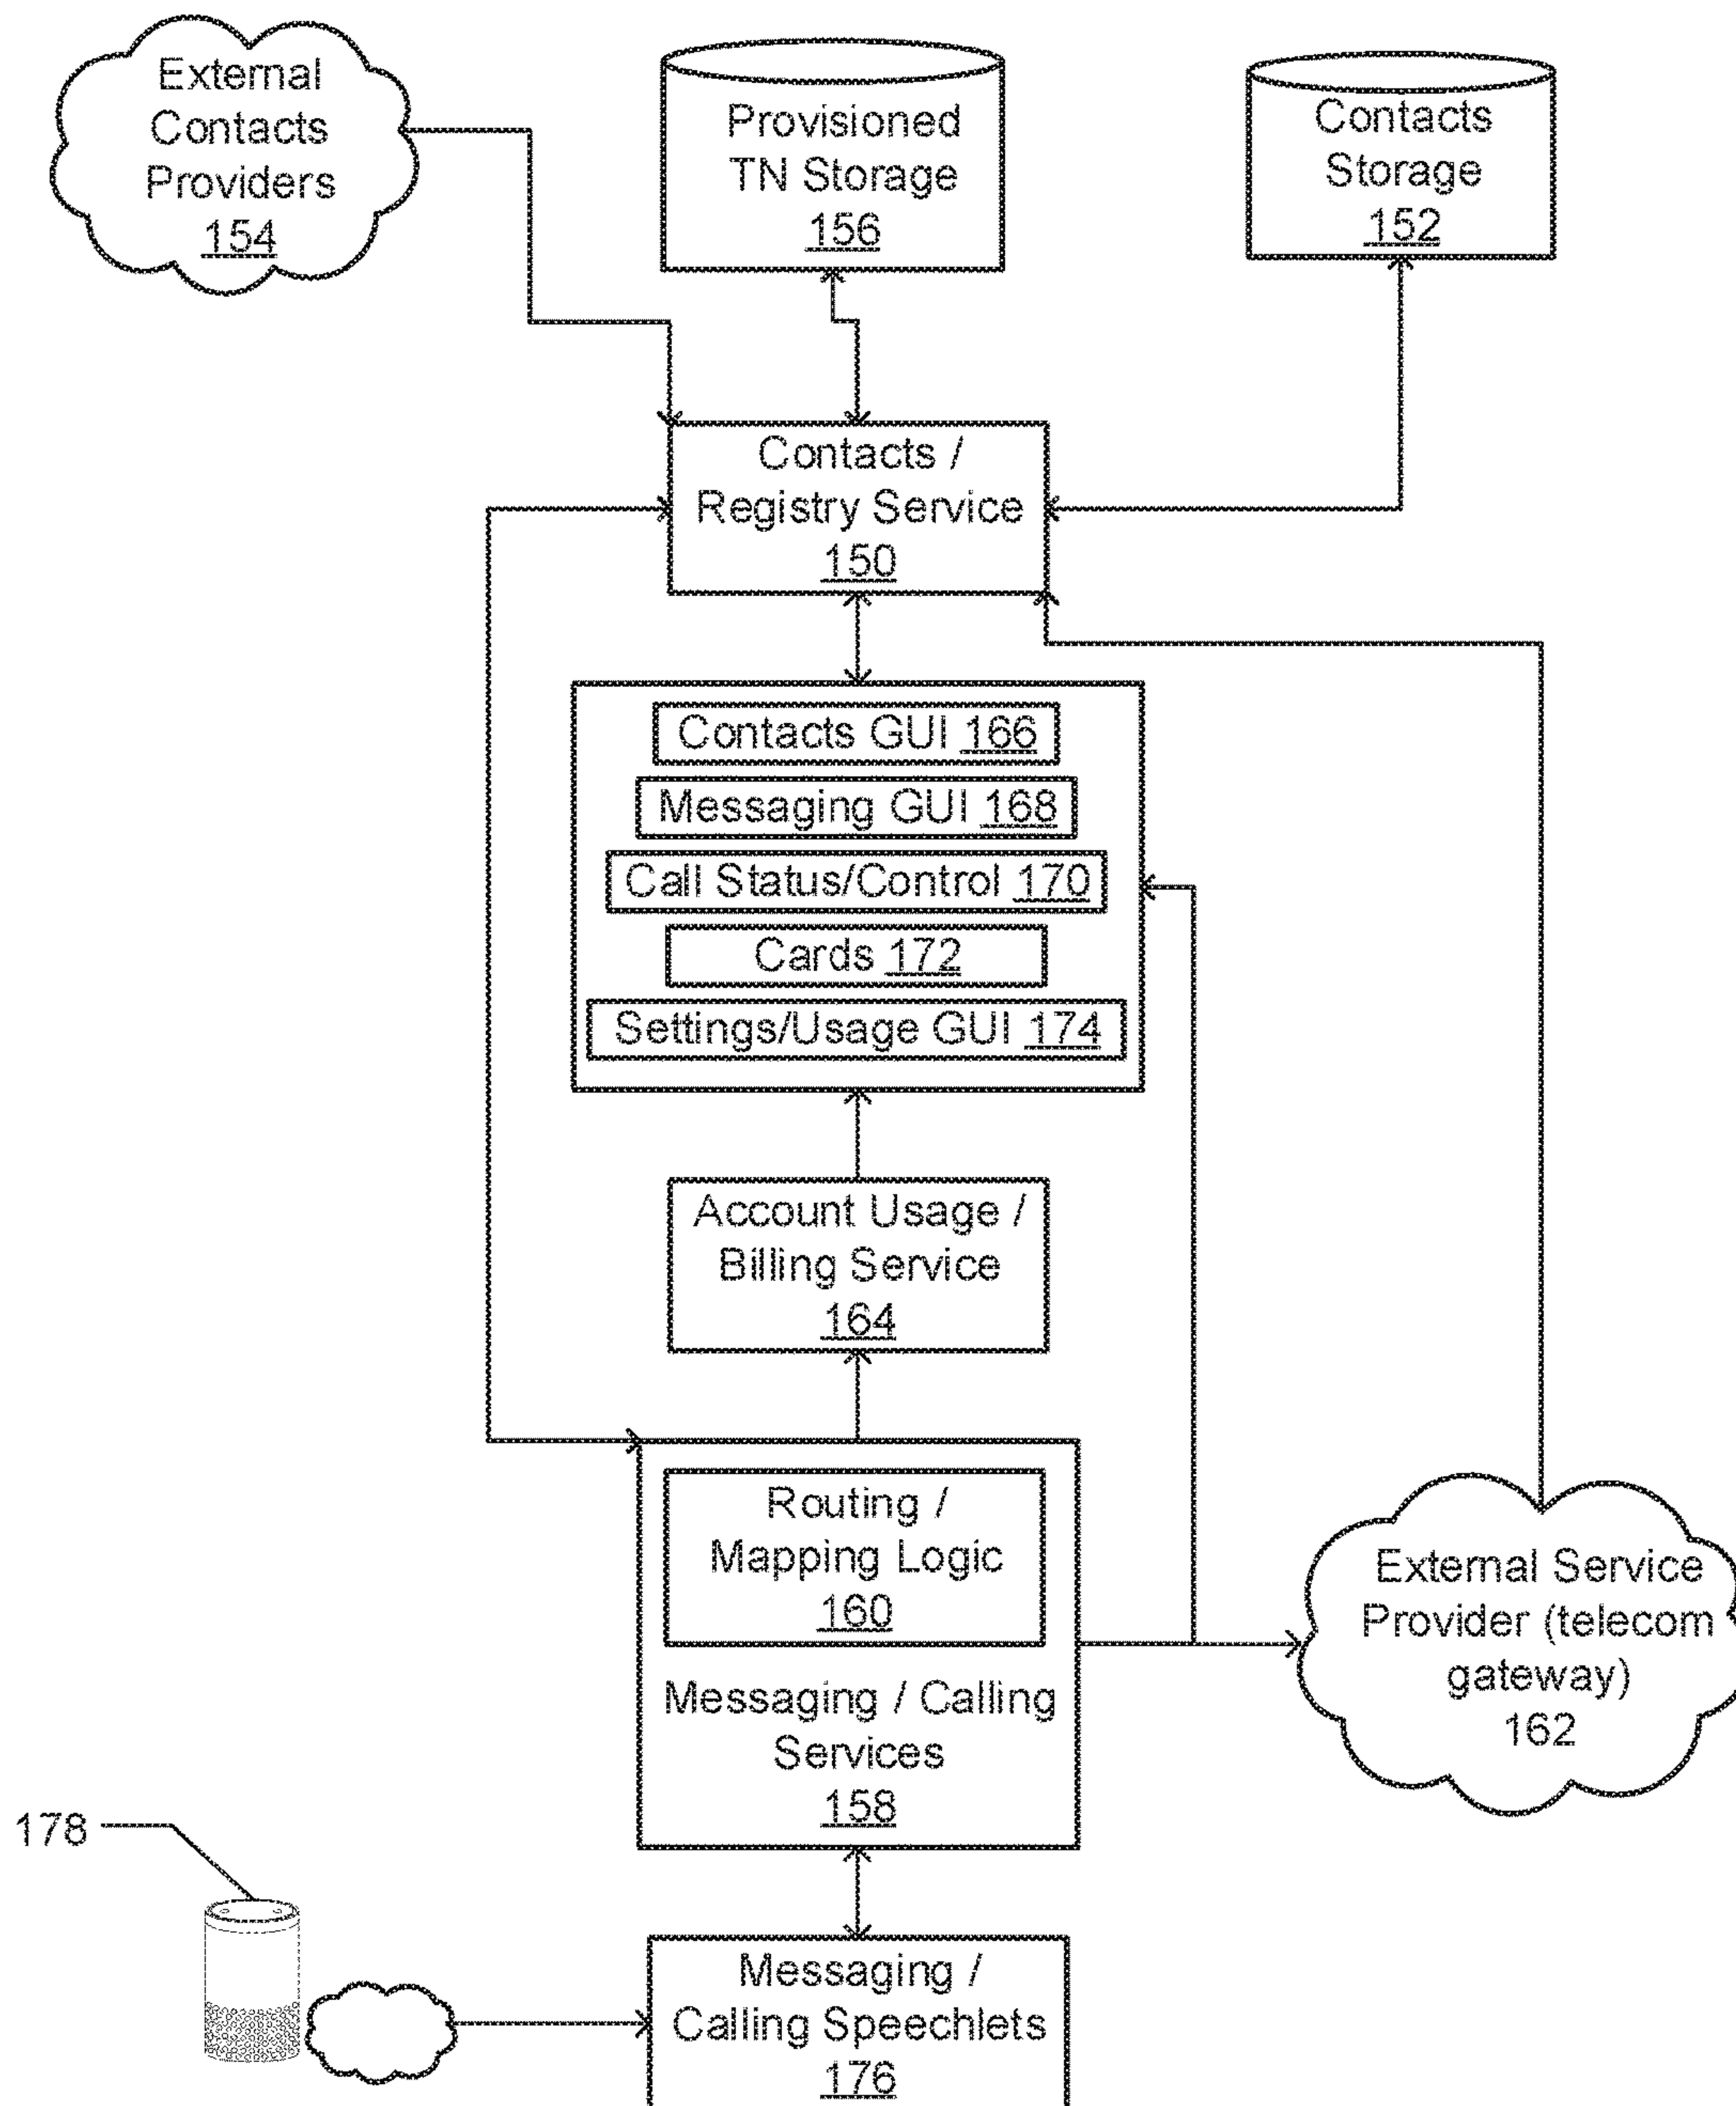 External
Contacts
Providers
154
Provisioned
TN Storage
156
Contacts
Storage
152
Contacts /
Registry Service
150
Contacts GUI 166
Messaging GUI 168
Call Status/Control 170
Cards 172
Settings/Usage GUI 174
Account Usage /
Billing Service
164
Routing /
Mapping Logic
160
Messaging / Calling
Services
158
External Service
Provider (telecom
gateway)
162
178
Messaging /
Calling Speechlets
176